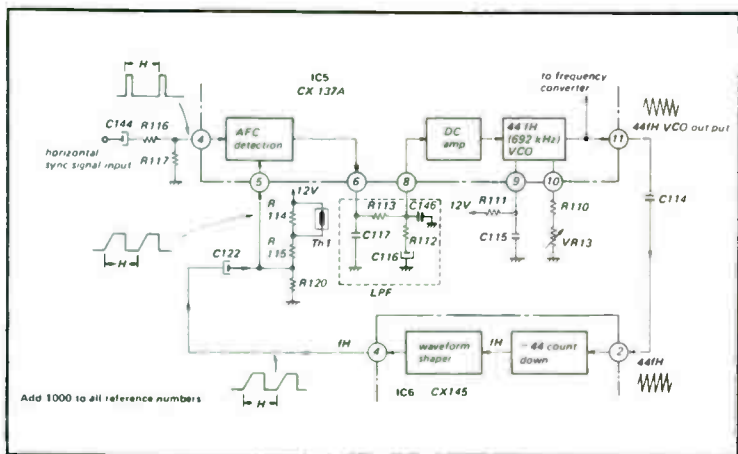 H
IC5
CX 137A
to frequency
converter
C144
R116
R117
horizontal
sync signal input
4
AFC
detection
DC
amp
44 fH
(692 kHz)
VCO
11
44fH VCO output
5
6
8
9
10
12V
R
114
Th1
R
115
R120
R113
C146
C117
R112
C116
LPF
12V
R111
C115
R110
VR13
C114
H
C122
fH
4
waveform
shaper
fH
44 count
down
2
44fH
IC6
CX145
H
Add 1000 to all reference numbers